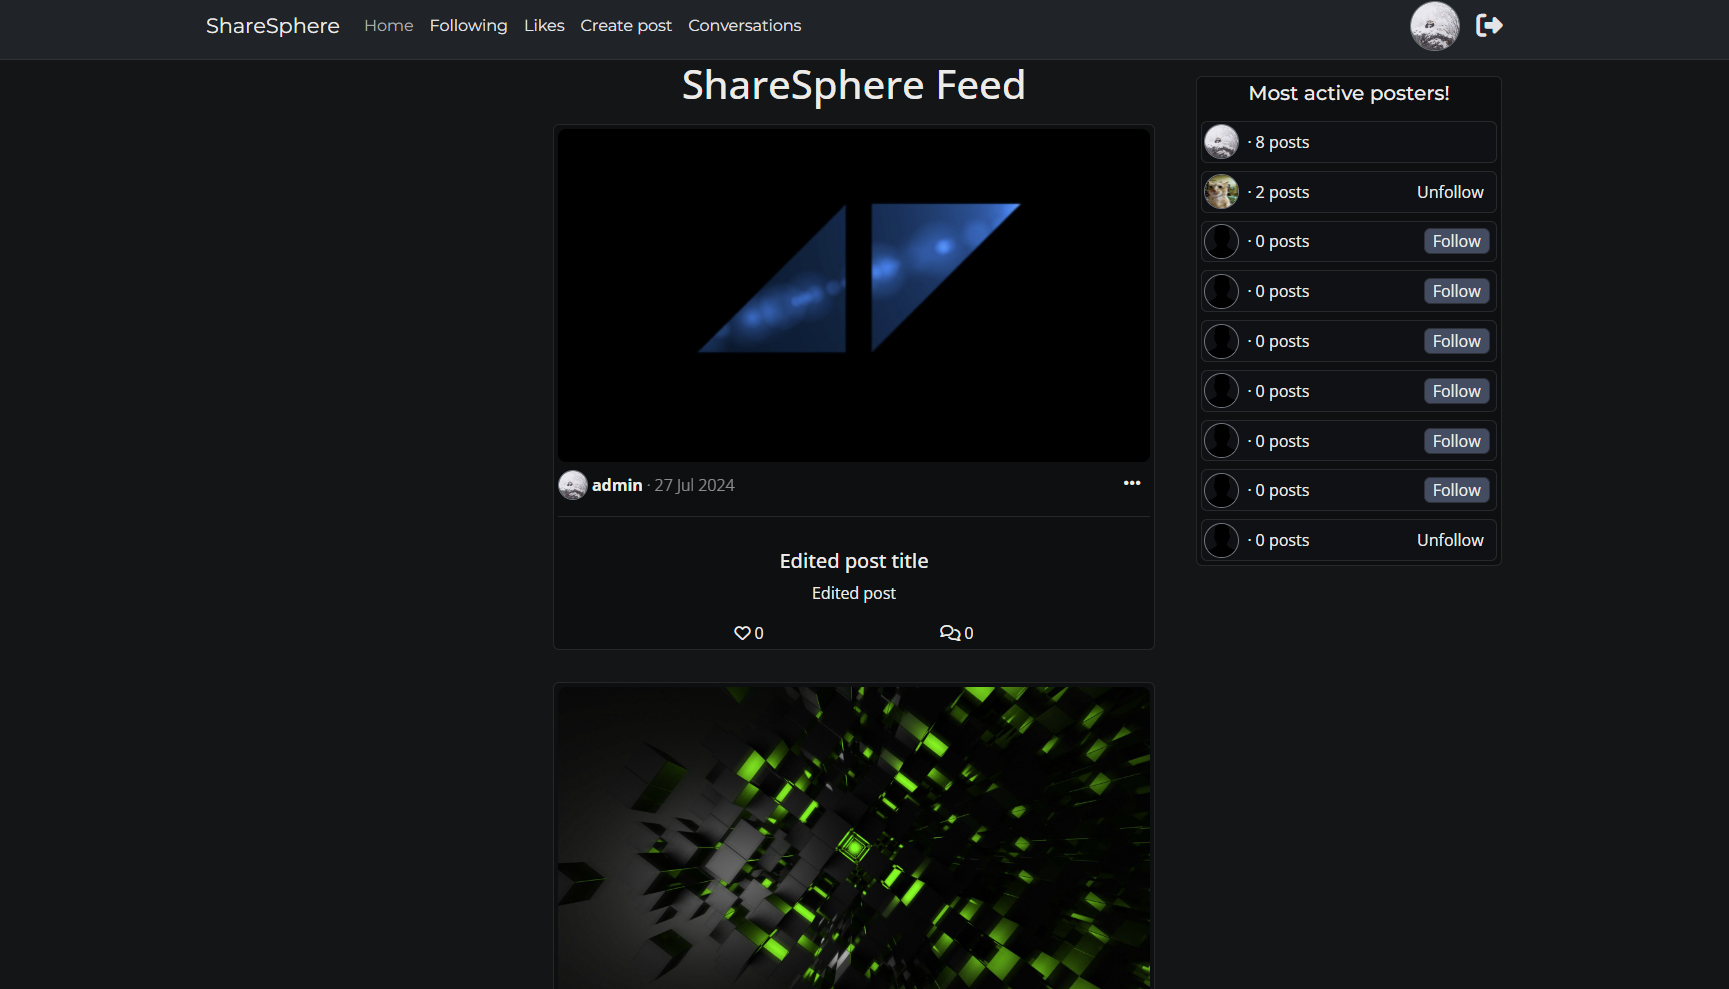 ShareSphere Home Following Likes Create post Conversations
ShareSphere Feed
admin · 27 Jul 2024
Edited post title
Edited post
0 0
Most active posters!
· 8 posts
· 2 posts Unfollow
· 0 posts Follow
· 0 posts Follow
· 0 posts Follow
· 0 posts Follow
· 0 posts Follow
· 0 posts Follow
· 0 posts Unfollow